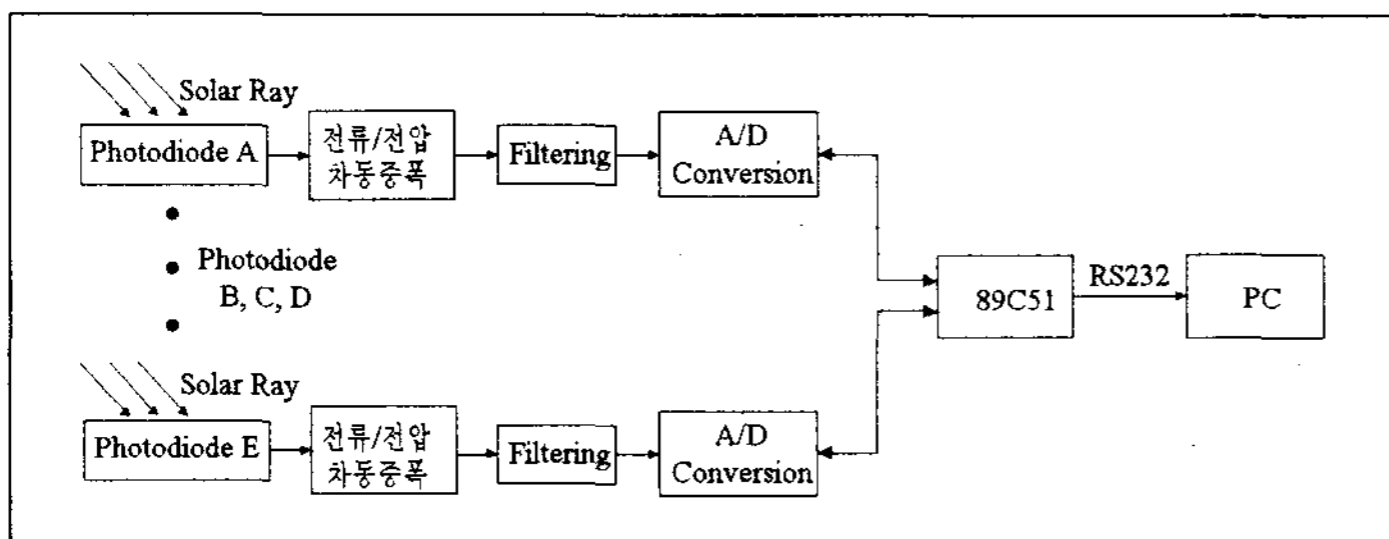 Solar Ray
Photodiode A
전류/전압
차동증폭
Filtering
A/D
Conversion
Photodiode
B, C, D
89C51
RS232
PC
Solar Ray
Photodiode E
전류/전압
차동증폭
Filtering
A/D
Conversion